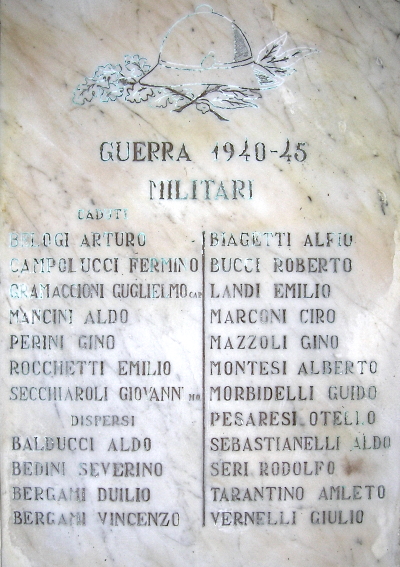 GUERRA 1940-45
MILITARI
CADUTI
BELOGI ARTURO
CAMPOLUCCI FERMINO
GRAMACCIONI GUGLIELMO
MANCINI ALDO
PERINI GINO
ROCCHETTI EMILIO
SECCHIAROLI GIOVANNI
DISPERSI
BALDUCCI ALDO
BEDINI SEVERINO
BERGAMI DUILIO
BERGAMI VINCENZO
BIAGETTI ALFIO
BUCCI ROBERTO
LANDI EMILIO
MARCONI CIRO
MAZZOLI GINO
MONTESI ALBERTO
MORBIDELLI GUIDO
PESARESI OTELLO
SEBASTIANELLI ALDO
SERI RODOLFO
TARANTINO AMLETO
VERNELLI GIULIO